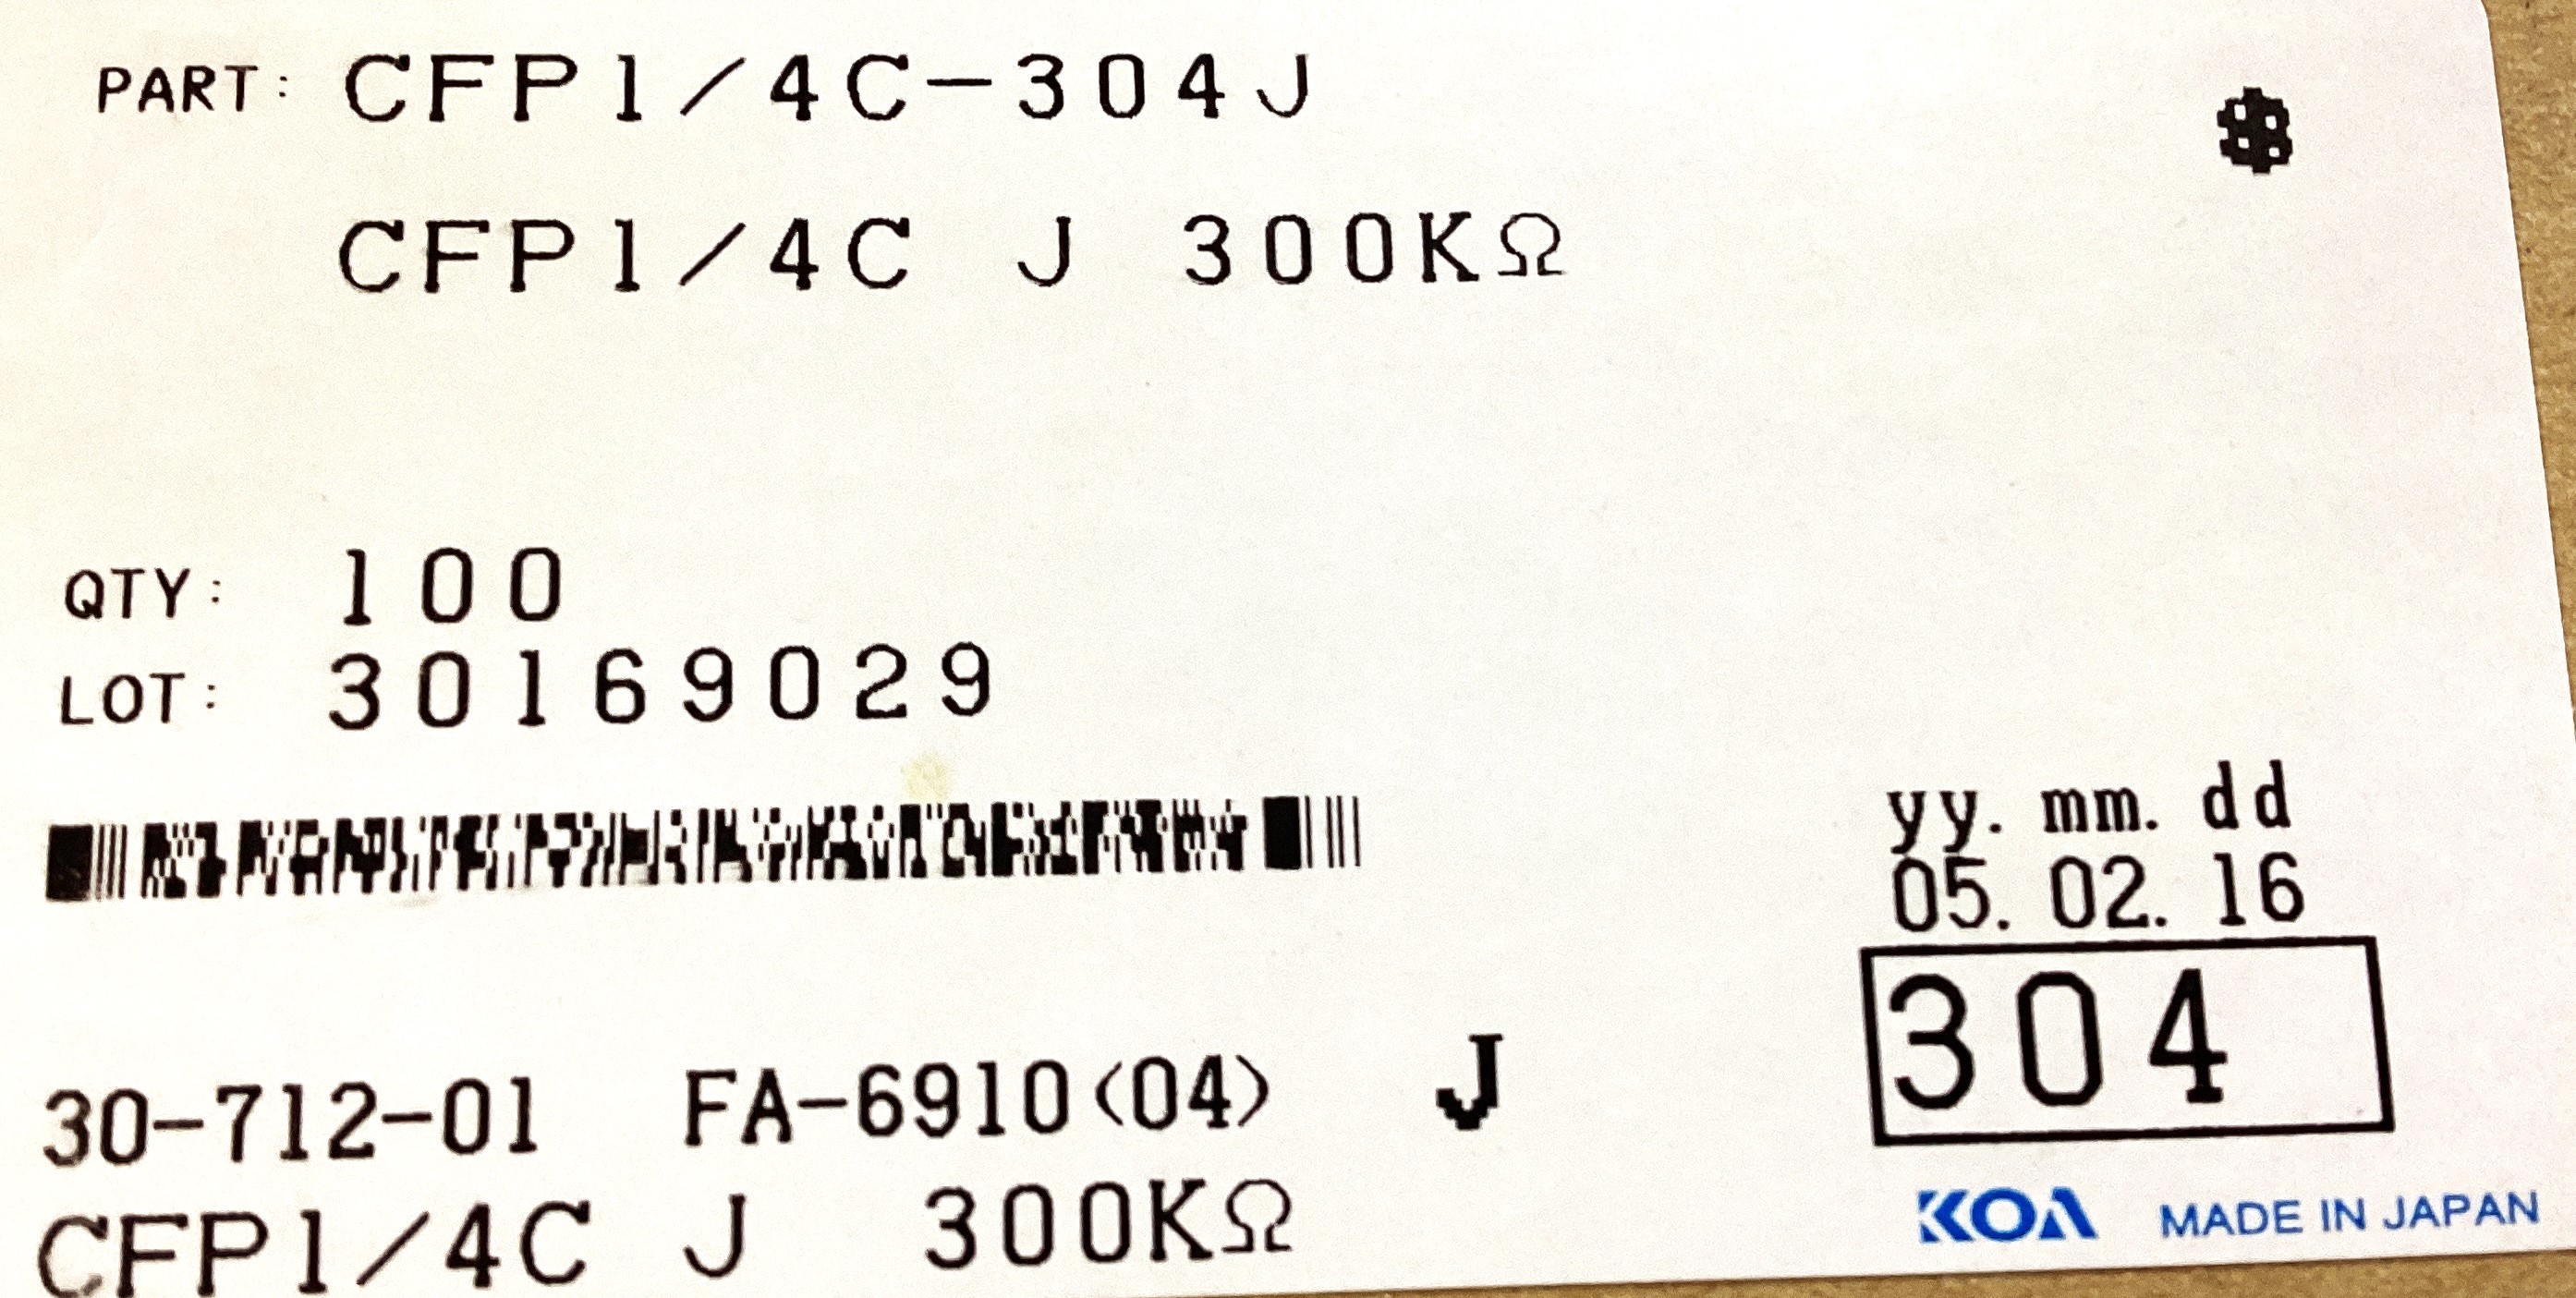 PART: CFP1/4C-304J
CFP1/4C J 300KΩ
QTY: 100
LOT: 30169029
yy. mm. dd
05. 02. 16
304
30-712-01 FA-6910<04> J
CFP1/4C J 300KΩ
KOA MADE IN JAPAN